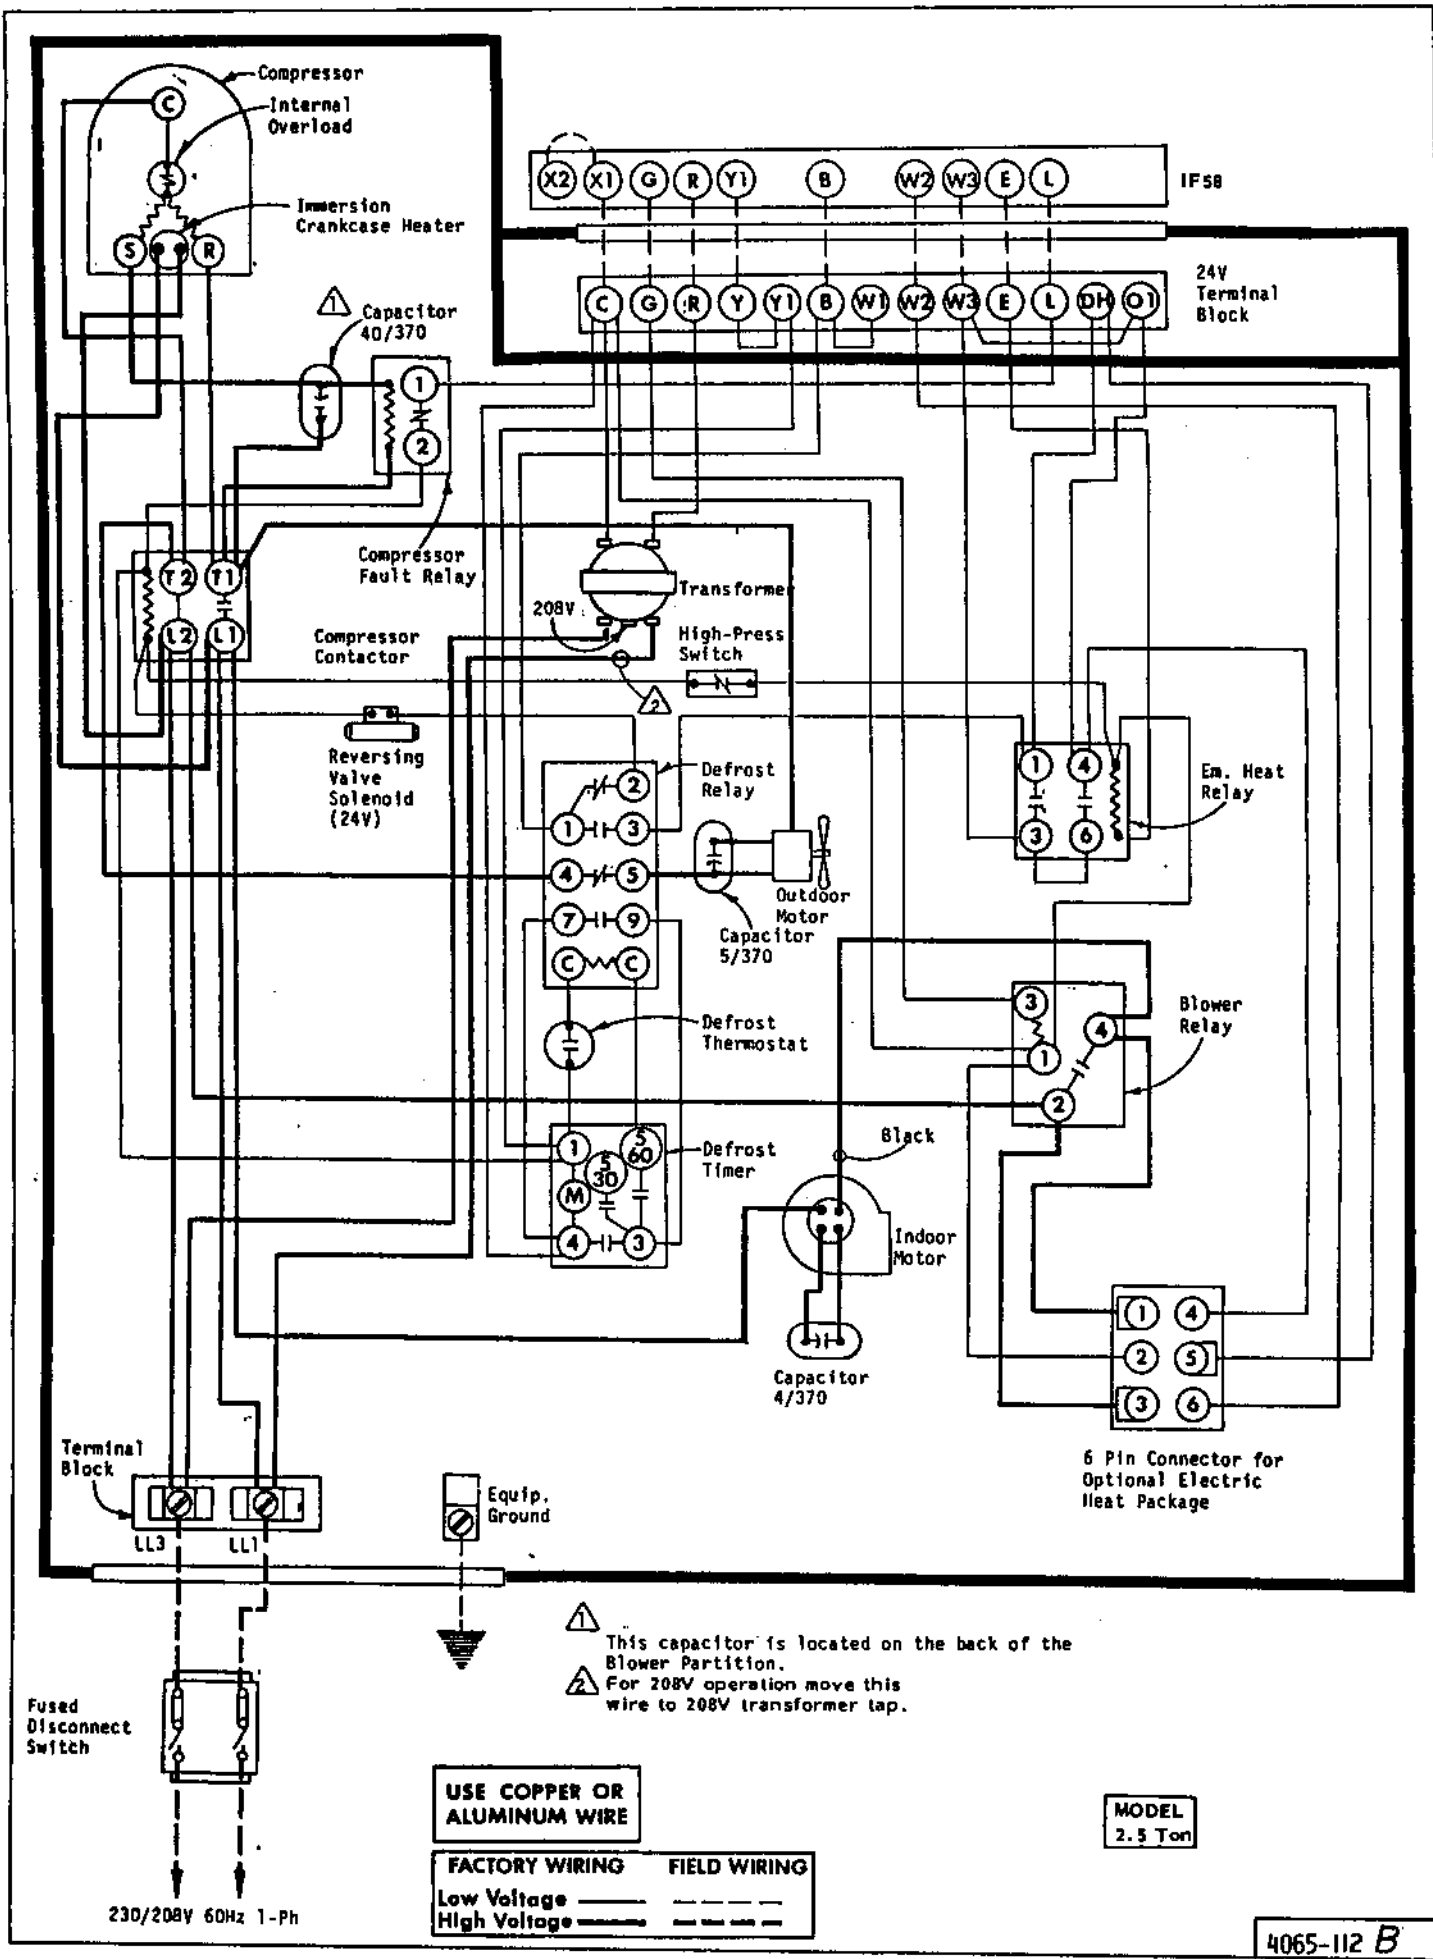 Compressor
Internal
Overload
Immersion
Crankcase Heater
C
S
R
X2 X1 G R Y1 B W2 W3 E L
IF58
C G R Y Y1 B W1 W2 W3 E L DH O1
24V
Terminal
Block
1
Capacitor
40/370
1
2
Compressor
Fault Relay
T2 T1
L2 L1
Compressor
Contactor
Transformer
208V
High-Press
Switch
2
Reversing
Valve
Solenoid
(24V)
Defrost
Relay
2
1 3
4 5
7 9
C C
Outdoor
Motor
Capacitor
5/370
1 4
3 6
Em. Heat
Relay
Defrost
Thermostat
3
4
1
2
Blower
Relay
Black
1
5
60
5
30
M
4 3
Defrost
Timer
Indoor
Motor
Capacitor
4/370
1 4
2 5
3 6
6 Pin Connector for
Optional Electric
Heat Package
Terminal
Block
LL3 LL1
Equip.
Ground
1
This capacitor is located on the back of the
Blower Partition.
2
For 208V operation move this
wire to 208V transformer tap.
Fused
Disconnect
Switch
230/208V 60Hz 1-Ph
USE COPPER OR
ALUMINUM WIRE
FACTORY WIRING FIELD WIRING
Low Voltage
High Voltage
MODEL
2.5 Ton
4065-112 B